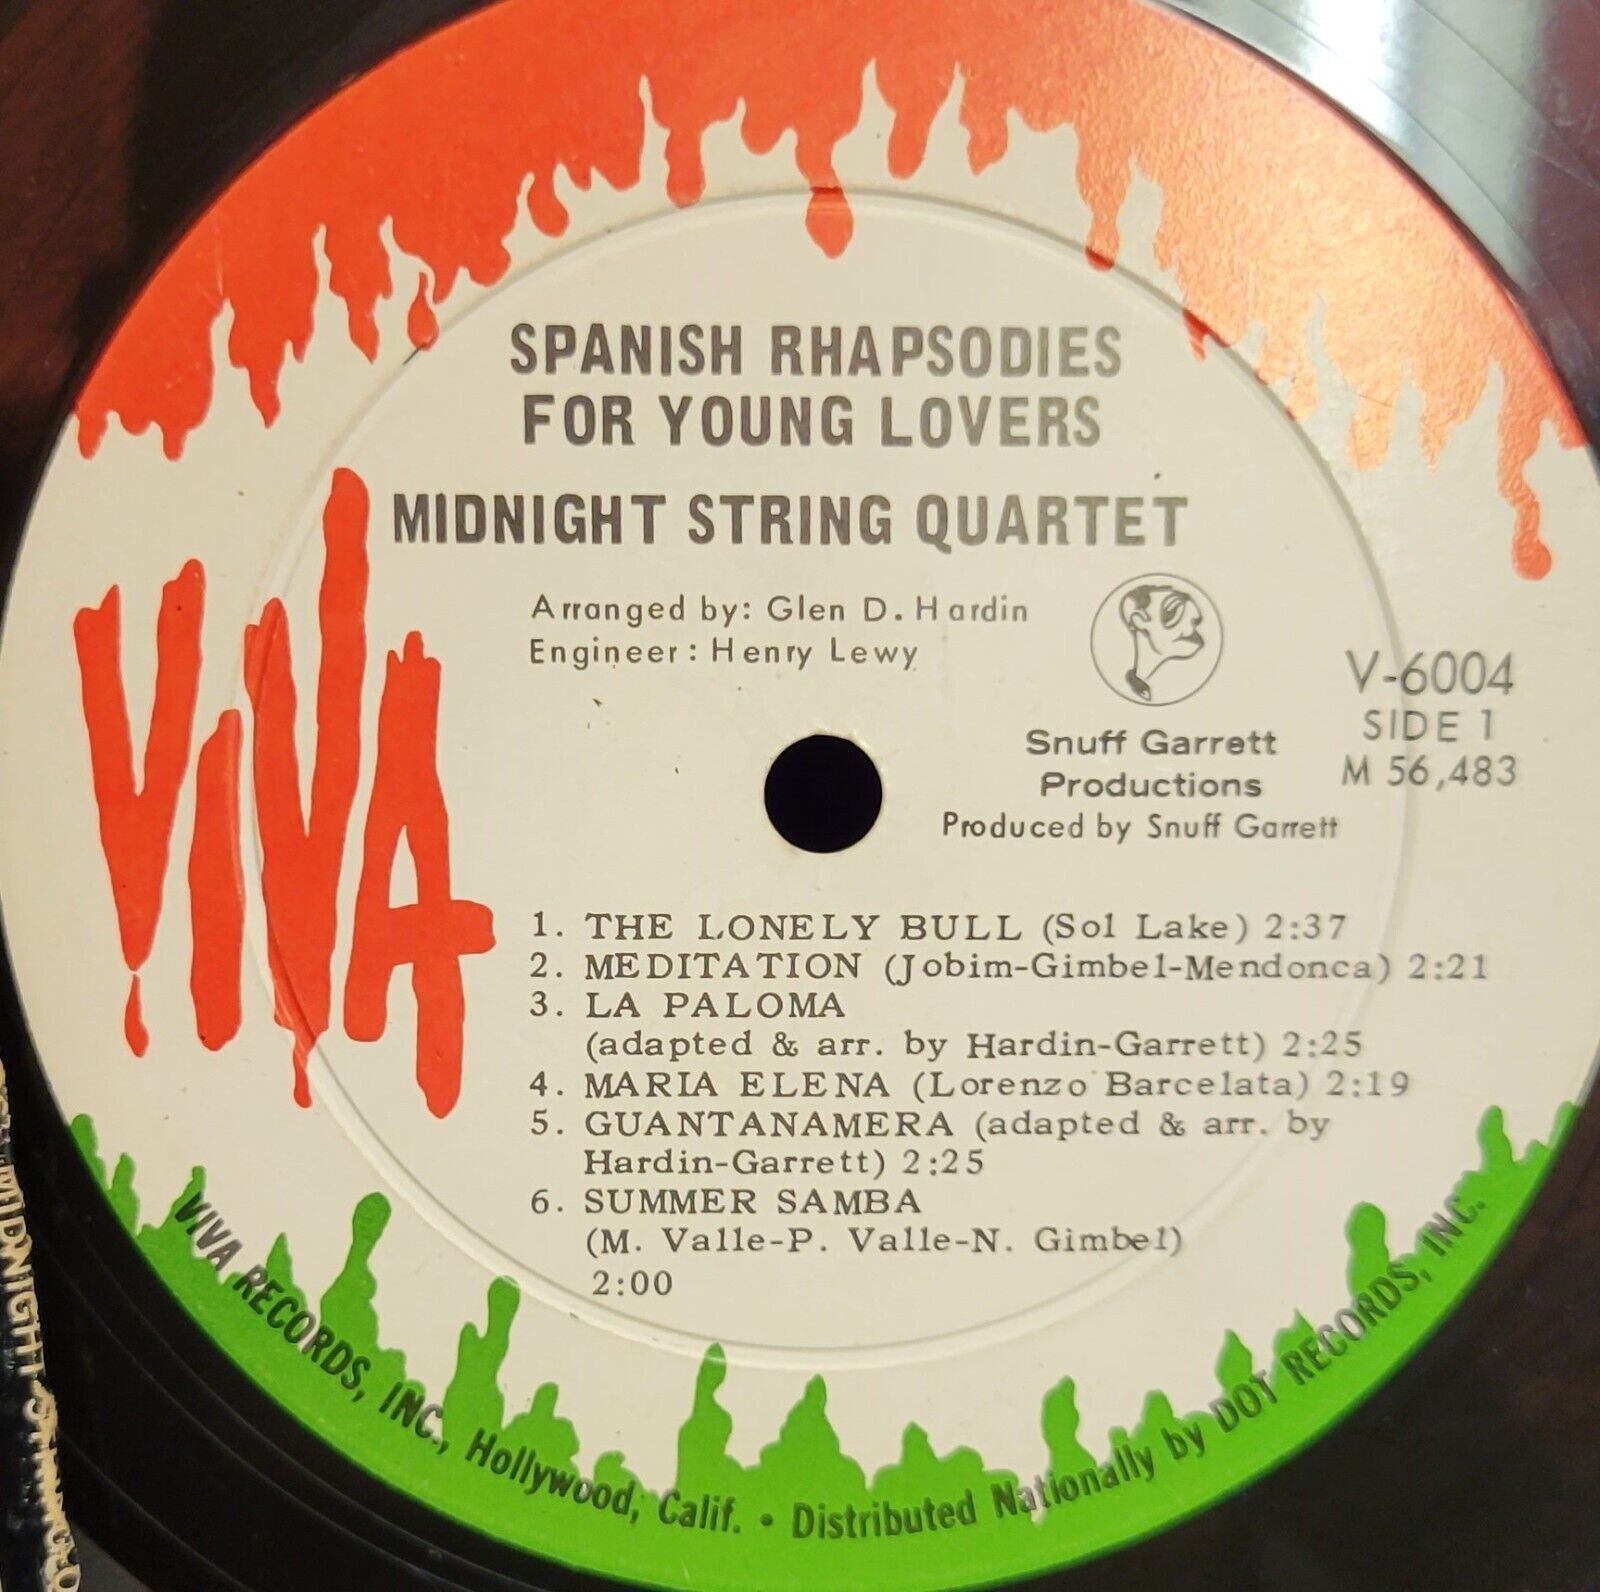 SPANISH RHAPSODIES
FOR YOUNG LOVERS
MIDNIGHT STRING QUARTET
Arranged by: Glen D. Hardin
Engineer: Henry Lewy
VIVA
V-6004
SIDE 1
M 56,483
Snuff Garrett
Productions
Produced by Snuff Garrett
1. THE LONELY BULL (Sol Lake) 2:37
2. MEDITATION (Jobim-Gimbel-Mendonca) 2:21
3. LA PALOMA
(adapted & arr. by Hardin-Garrett) 2:25
4. MARIA ELENA (Lorenzo Barcelata) 2:19
5. GUANTANAMERA (adapted & arr. by
Hardin-Garrett) 2:25
6. SUMMER SAMBA
(M. Valle-P. Valle-N. Gimbel)
2:00
VIVA RECORDS, INC., Hollywood, Calif. • Distributed Nationally by DOT RECORDS, INC.
MIDNIGHT